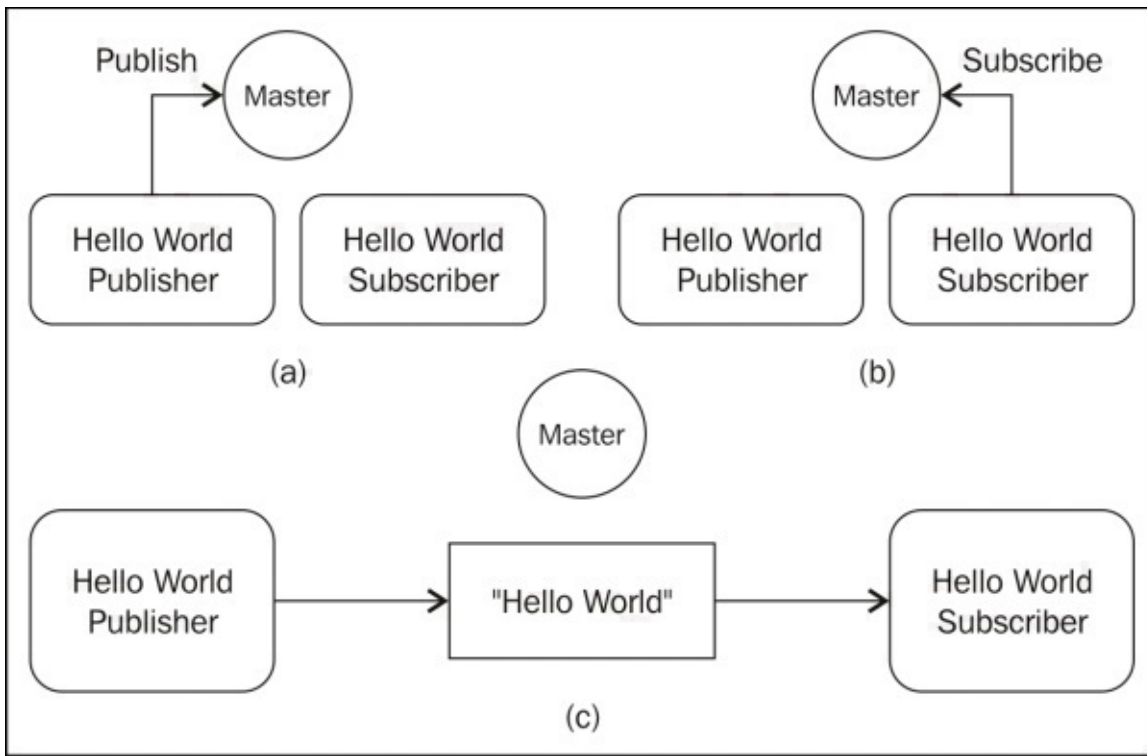 Publish
Master
Hello World
Publisher
Hello World
Subscriber
(a)
Subscribe
Master
Hello World
Publisher
Hello World
Subscriber
(b)
Master
Hello World
Publisher
"Hello World"
Hello World
Subscriber
(c)